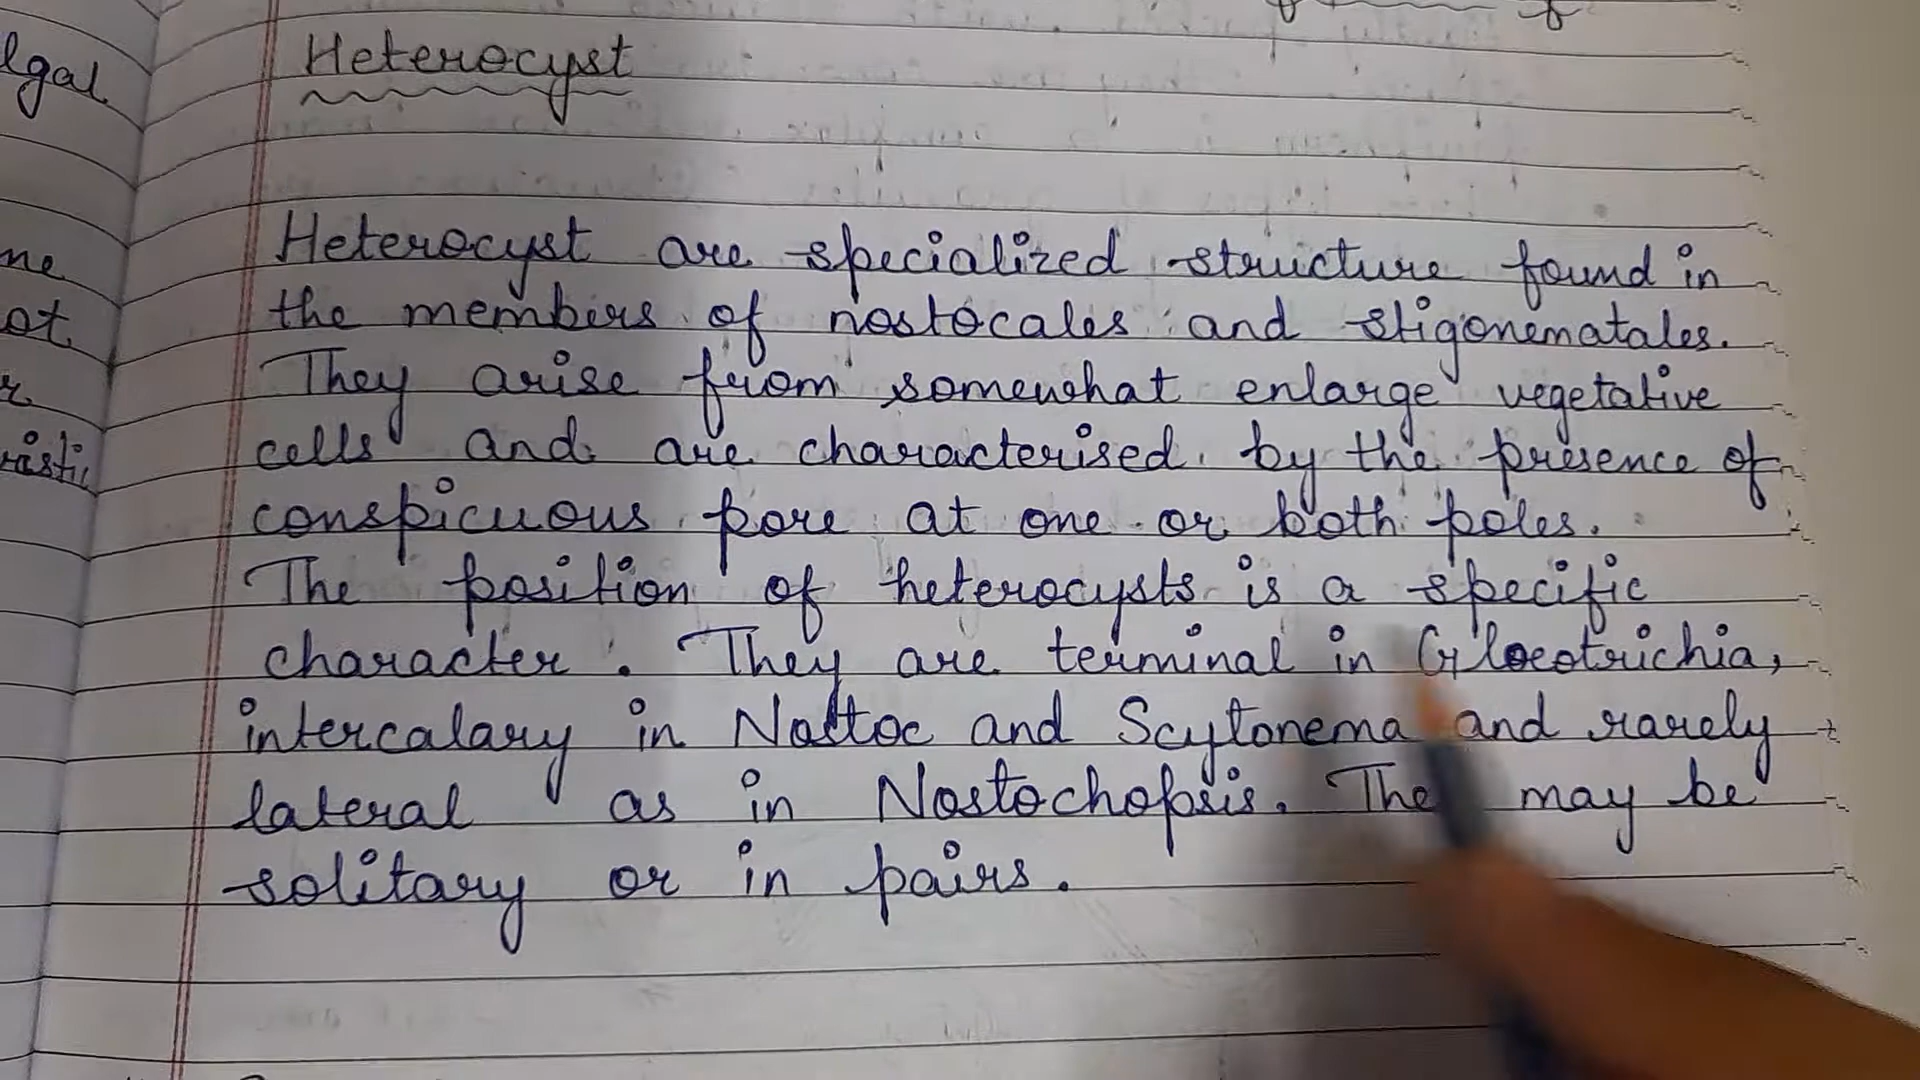 lgal
ne
ot
r
Heterocyst
Heterocyst are specialized structure found in
the members of nostocales and stigonematales.
They arise from somewhat enlarge vegetative
cells and are characterised by the presence of
conspicuous pore at one or both poles.
The position of heterocysts is a specific
character. They are terminal in Gloeotrichia,
intercalary in Nostoc and Scytonema and rarely
lateral as in Nostochopsis. The may be
solitary or in pairs.